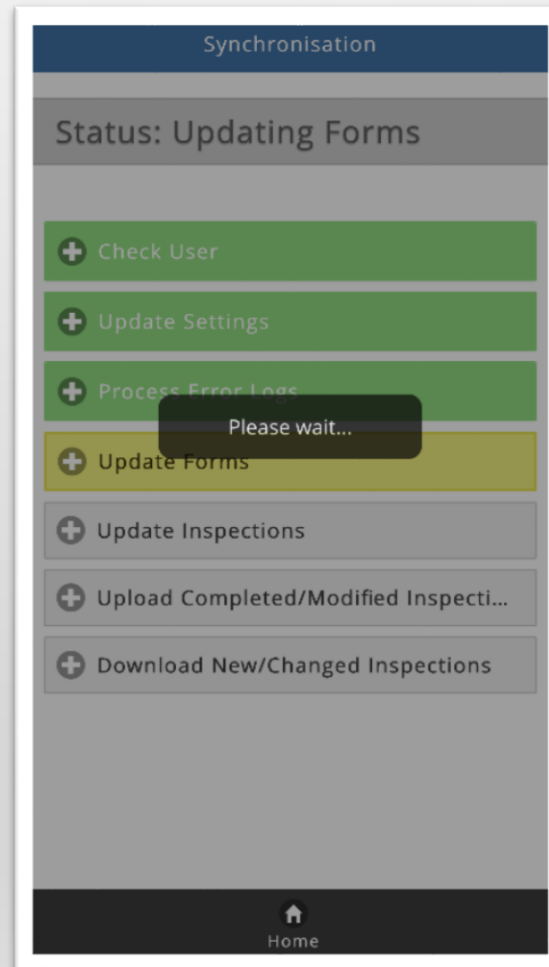 Synchronisation
Status: Updating Forms
Check User
Update Settings
Process Error Logs
Please wait...
Update Forms
Update Inspections
Upload Completed/Modified Inspecti...
Download New/Changed Inspections
Home